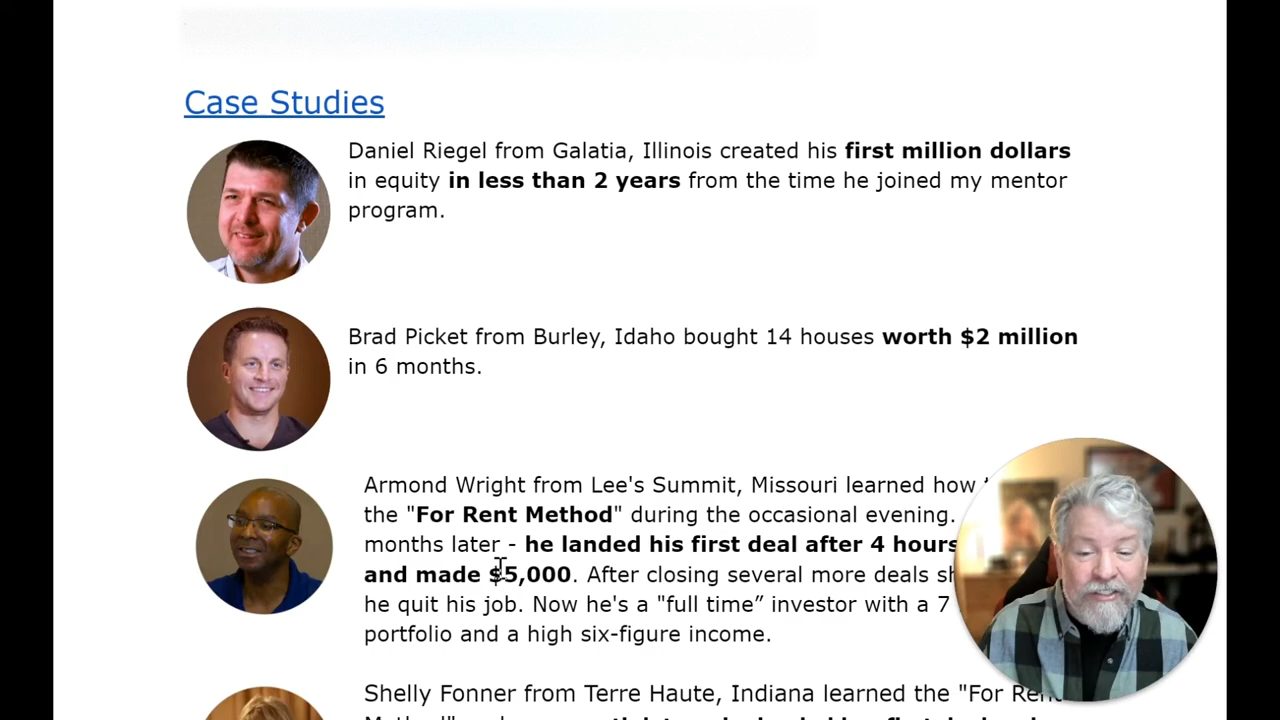 Case Studies
Daniel Riegel from Galatia, Illinois created his first million dollars
in equity in less than 2 years from the time he joined my mentor
program.
Brad Picket from Burley, Idaho bought 14 houses worth $2 million
in 6 months.
Armond Wright from Lee's Summit, Missouri learned how
the "For Rent Method" during the occasional evening.
months later - he landed his first deal after 4 hours
and made $5,000. After closing several more deals
he quit his job. Now he's a "full time” investor with a 7
portfolio and a high six-figure income.
Shelly Fonner from Terre Haute, Indiana learned the "For Rent